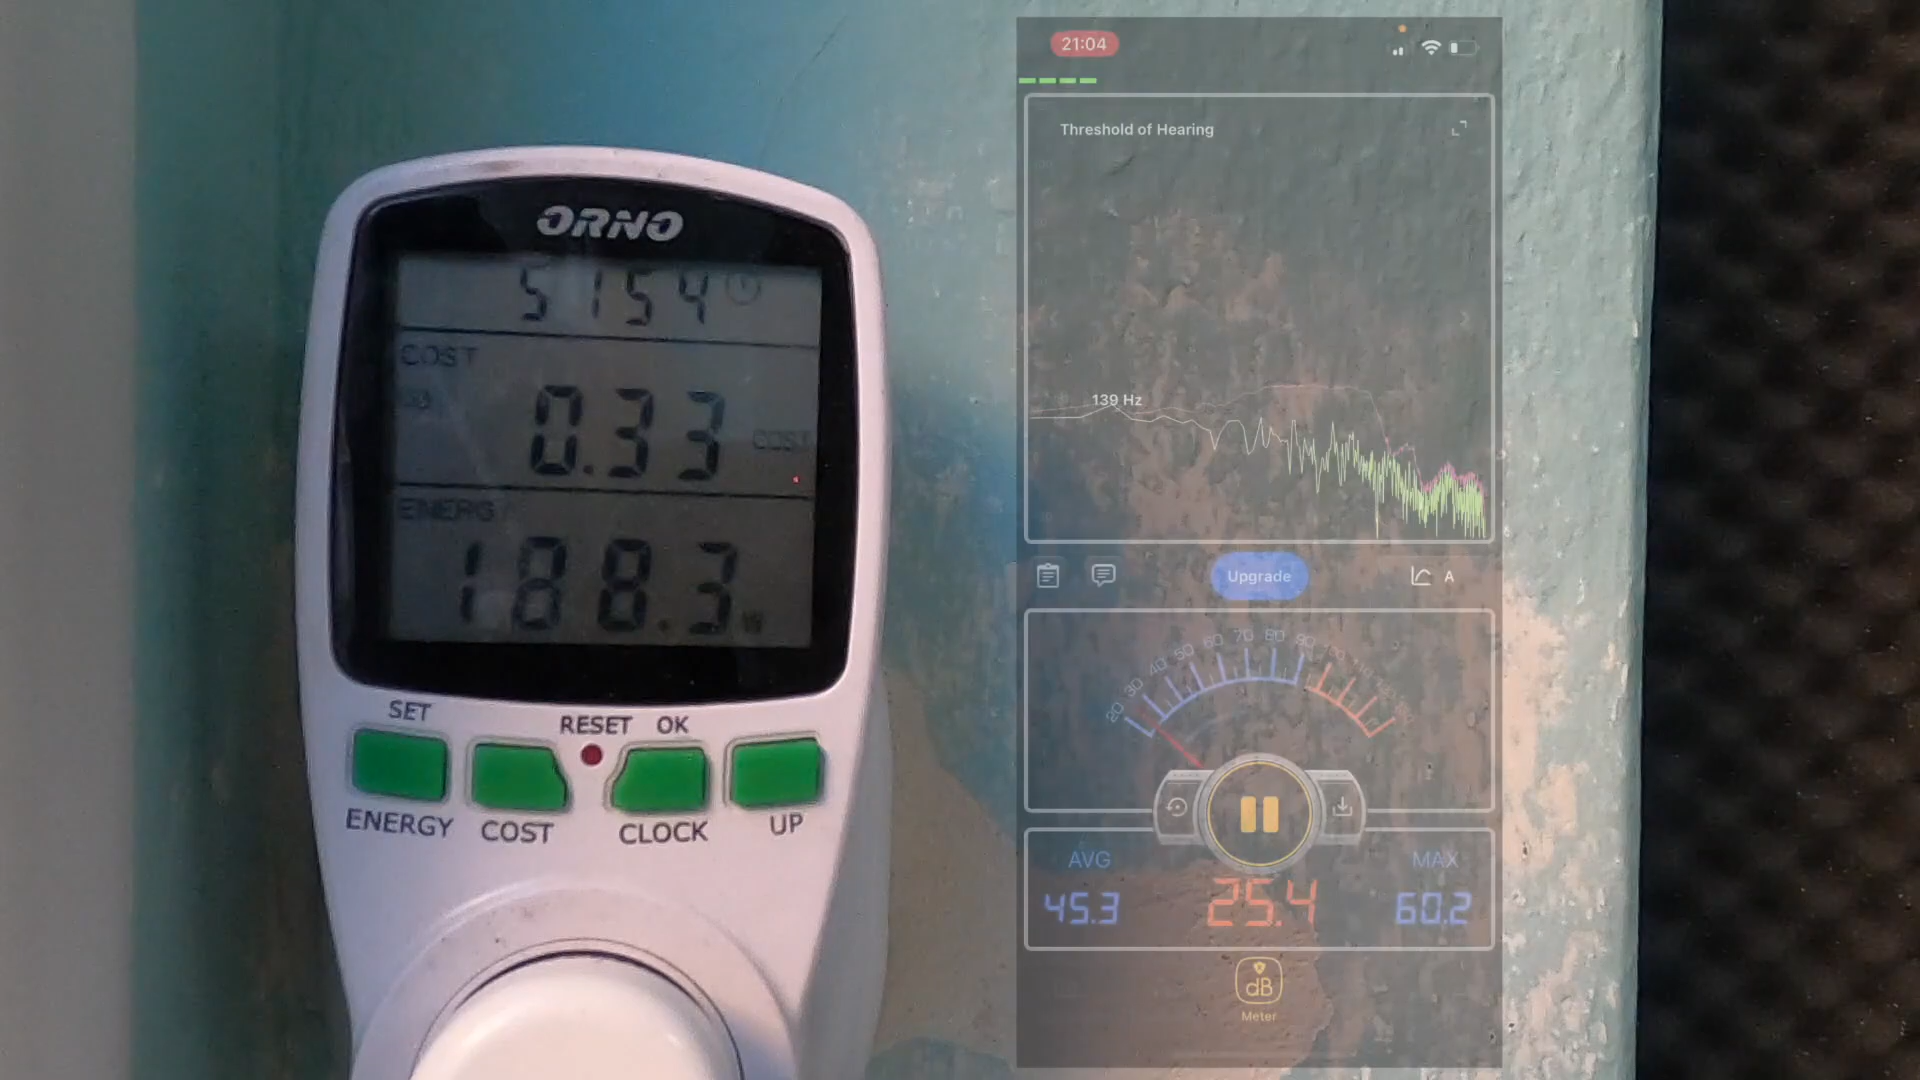 ORNO
5154
COST
0.33
COST
ENERGY
188.3
SET
RESET
OK
ENERGY
COST
CLOCK
UP
21:04
Threshold of Hearing
139 Hz
Upgrade
A
20 30 40 50 60 70 80 90
AVG
MAX
45.3
25.4
60.2
dB
Meter